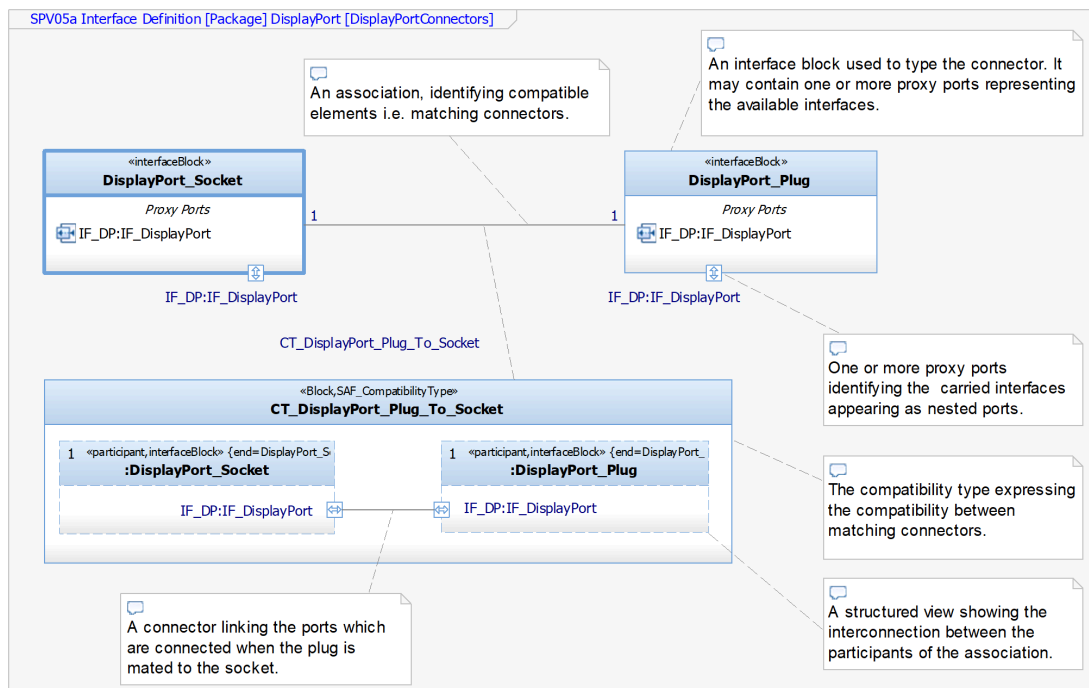 SPV05a Interface Definition [Package] DisplayPort [DisplayPortConnectors]
An association, identifying compatible
elements i.e. matching connectors.
An interface block used to type the connector. It
may contain one or more proxy ports representing
the available interfaces.
«interfaceBlock»
DisplayPort_Socket
Proxy Ports
IF_DP:IF_DisplayPort
IF_DP:IF_DisplayPort
1
1
«interfaceBlock»
DisplayPort_Plug
Proxy Ports
IF_DP:IF_DisplayPort
IF_DP:IF_DisplayPort
CT_DisplayPort_Plug_To_Socket
One or more proxy ports
identifying the carried interfaces
appearing as nested ports.
«Block,SAF_CompatibilityType»
CT_DisplayPort_Plug_To_Socket
1 «participant,interfaceBlock» {end=DisplayPort_S
:DisplayPort_Socket
IF_DP:IF_DisplayPort
1 «participant,interfaceBlock» {end=DisplayPort_
:DisplayPort_Plug
IF_DP:IF_DisplayPort
The compatibility type expressing
the compatibility between
matching connectors.
A structured view showing the
interconnection between the
participants of the association.
A connector linking the ports which
are connected when the plug is
mated to the socket.